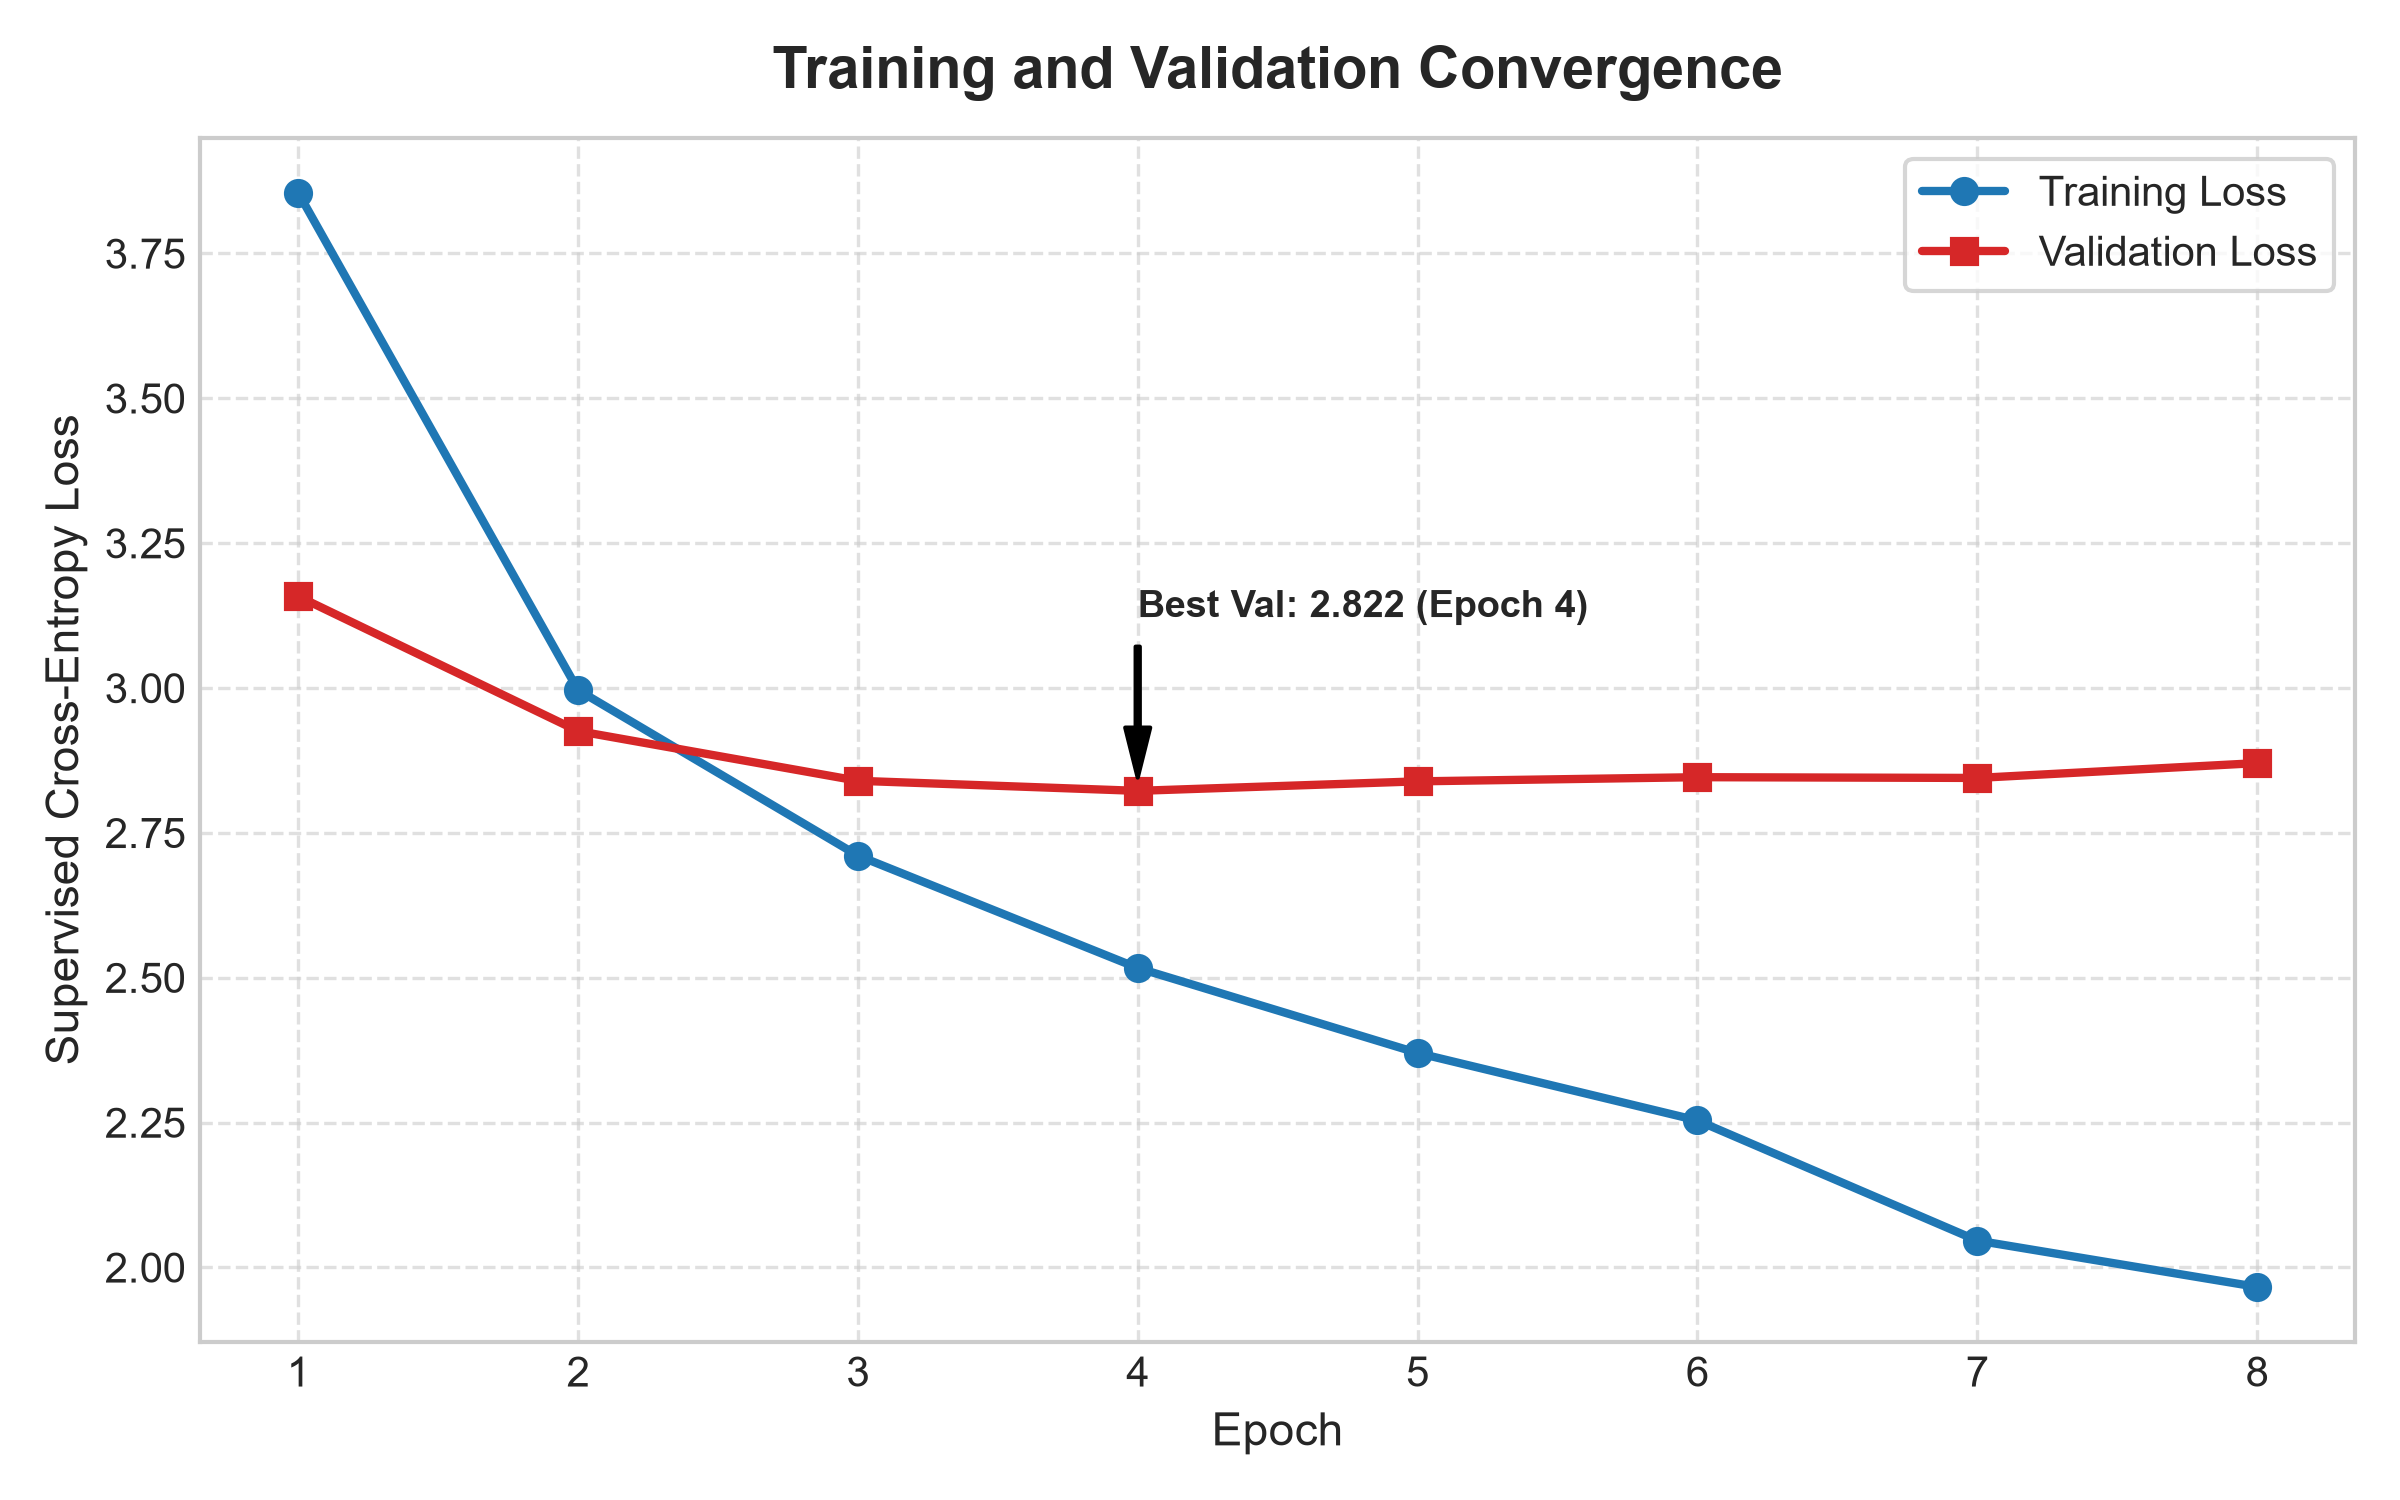 Training and Validation Convergence
Training Loss
Validation Loss
3.75
3.50
3.25
3.00
2.75
2.50
2.25
2.00
Supervised Cross-Entropy Loss
Best Val: 2.822 (Epoch 4)
1 2 3 4 5 6 7 8
Epoch